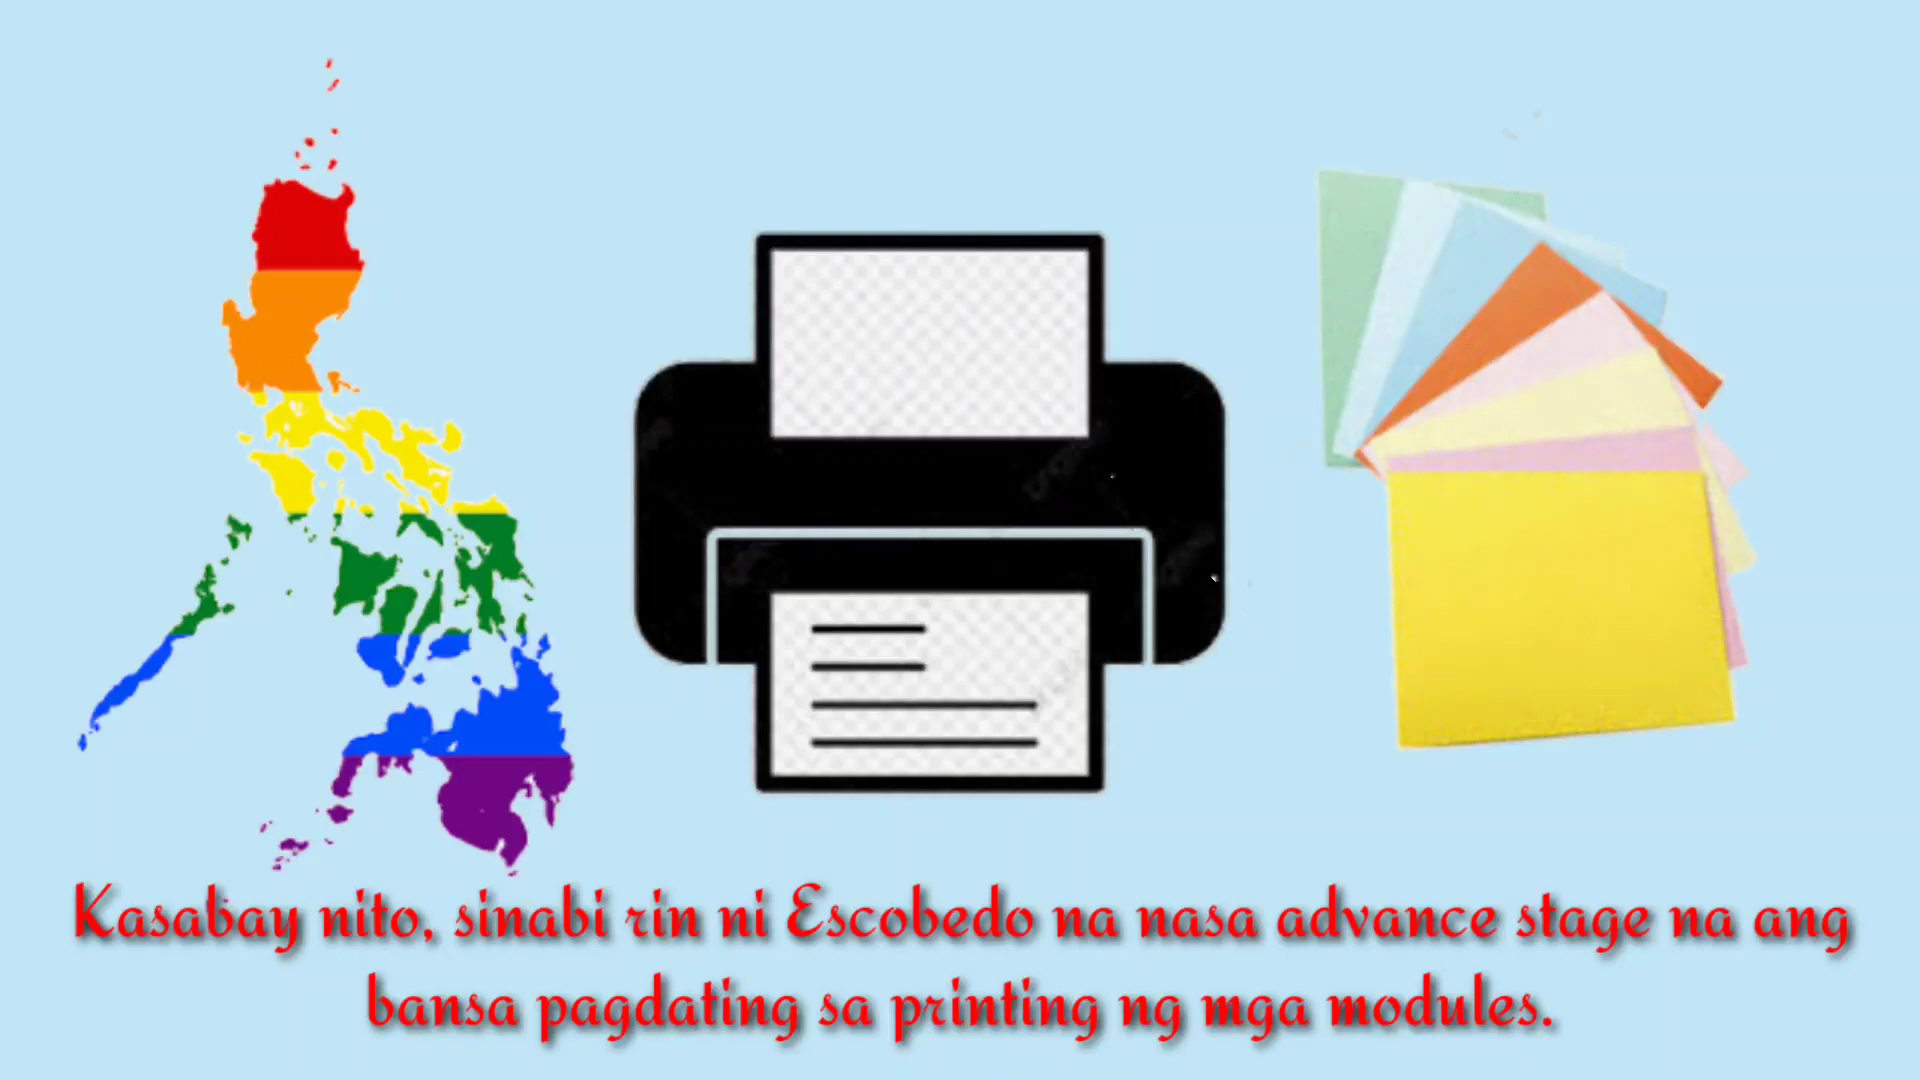 Kasabay nito, sinabi rin ni Escobedo na nasa advance stage na ang
bansa pagdating sa printing ng mga modules.